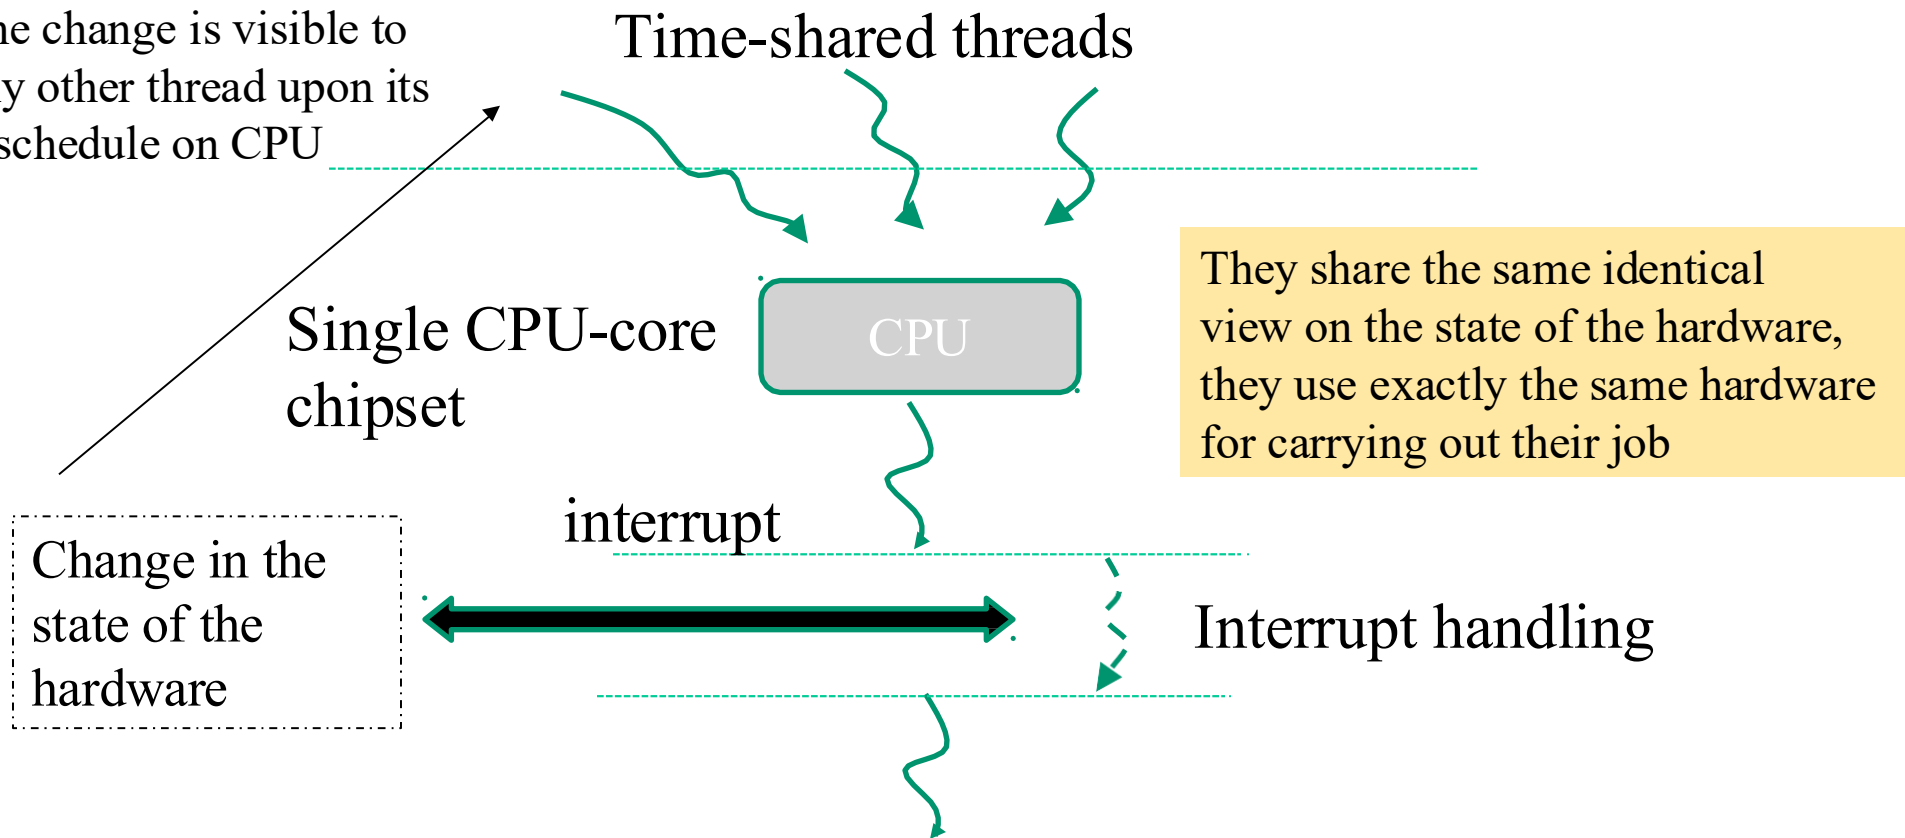 he change is visible to
y other thread upon its
schedule on CPU
Time-shared threads
Single CPU-core
chipset
CPU
They share the same identical
view on the state of the hardware,
they use exactly the same hardware
for carrying out their job
interrupt
Change in the
state of the
hardware
Interrupt handling